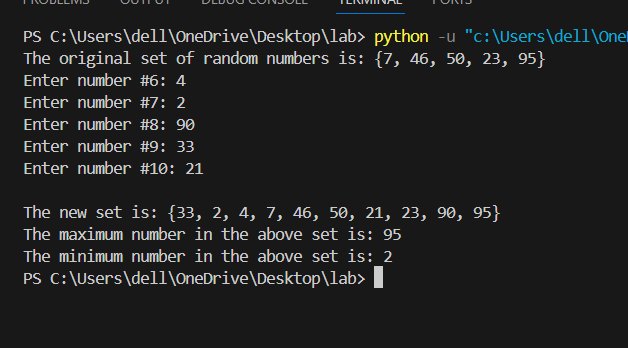 PROBLEMS OUTPUT DEBUG CONSOLE TERMINAL PORTS
PS C:\Users\dell\OneDrive\Desktop\lab> python -u "c:\Users\dell\One
The original set of random numbers is: {7, 46, 50, 23, 95}
Enter number #6: 4
Enter number #7: 2
Enter number #8: 90
Enter number #9: 33
Enter number #10: 21
The new set is: {33, 2, 4, 7, 46, 50, 21, 23, 90, 95}
The maximum number in the above set is: 95
The minimum number in the above set is: 2
PS C:\Users\dell\OneDrive\Desktop\lab>